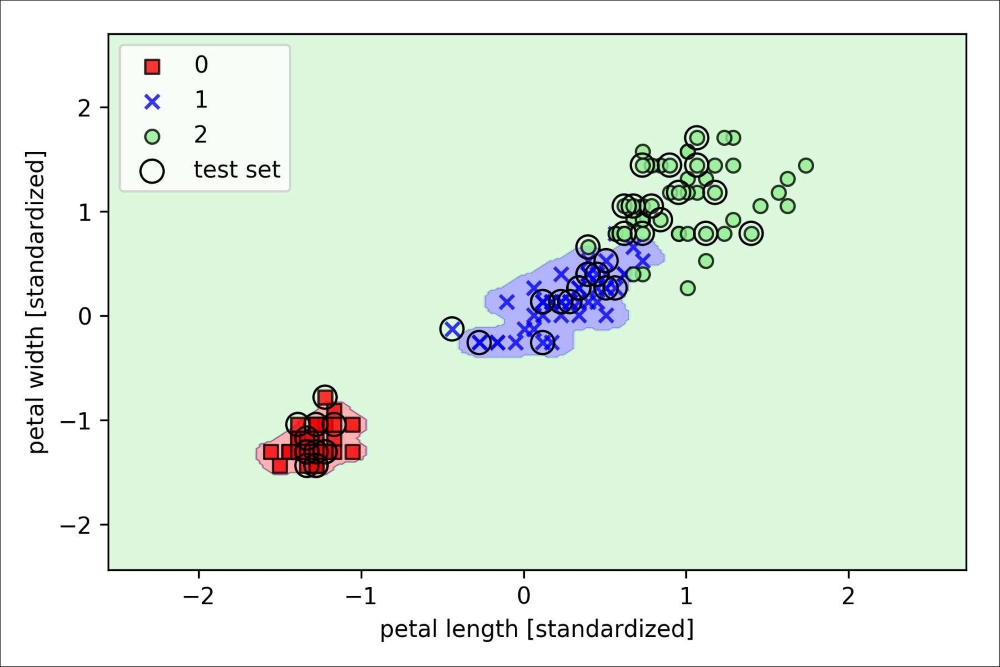 0
1
2
test set
2
1
0
−1
−2
petal width [standardized]
−2 −1 0 1 2
petal length [standardized]